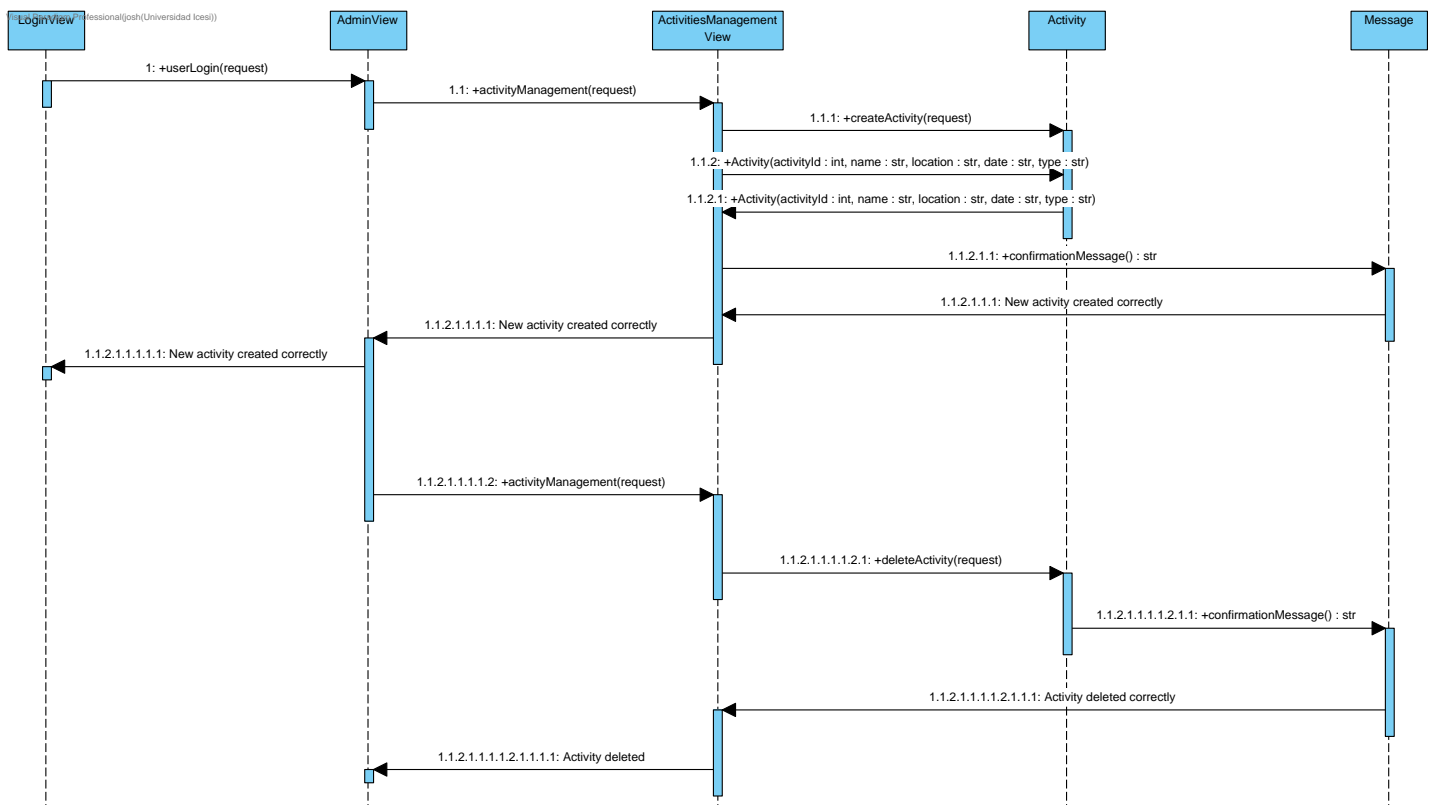 Visual Paradigm Professional(josh(Universidad Icesi))
LoginView
AdminView
ActivitiesManagement
View
Activity
Message
1: +userLogin(request)
1.1: +activityManagement(request)
1.1.1: +createActivity(request)
1.1.2: +Activity(activityId : int, name : str, location : str, date : str, type : str)
1.1.2.1: +Activity(activityId : int, name : str, location : str, date : str, type : str)
1.1.2.1.1: +confirmationMessage() : str
1.1.2.1.1.1: New activity created correctly
1.1.2.1.1.1.1: New activity created correctly
1.1.2.1.1.1.1.1: New activity created correctly
1.1.2.1.1.1.1.2: +activityManagement(request)
1.1.2.1.1.1.1.2.1: +deleteActivity(request)
1.1.2.1.1.1.1.2.1.1: +confirmationMessage() : str
1.1.2.1.1.1.1.2.1.1.1: Activity deleted correctly
1.1.2.1.1.1.1.2.1.1.1.1: Activity deleted